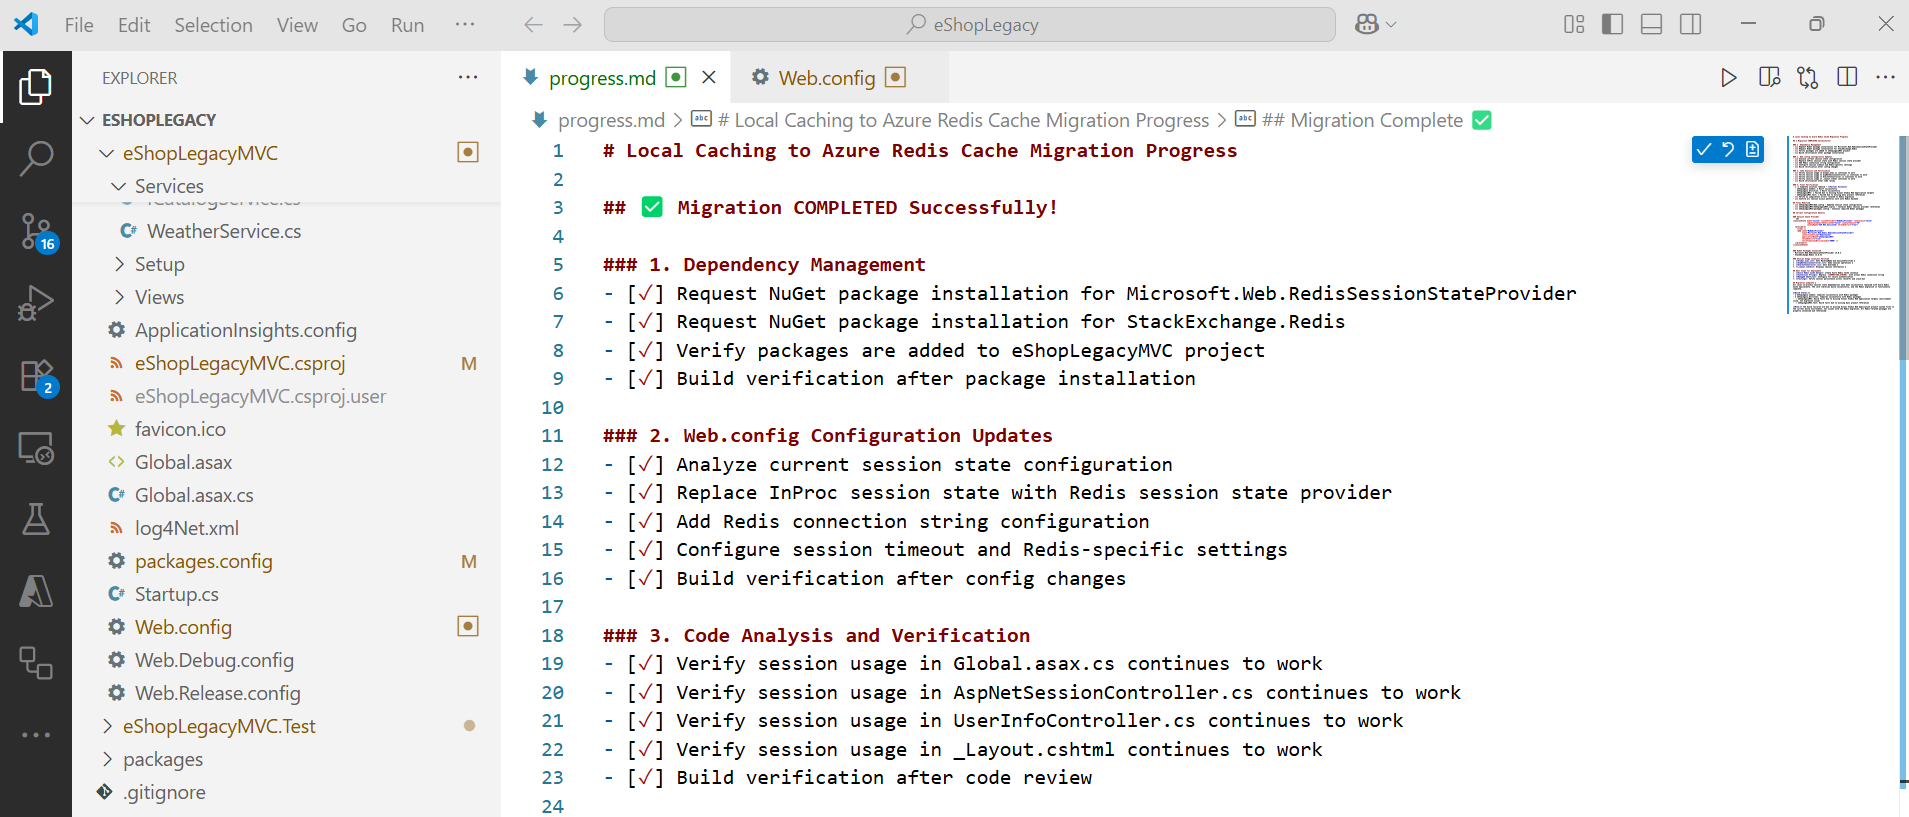 File Edit Selection View Go Run ··· eShopLegacy
EXPLORER ···
ESHOPLEGACY
eShopLegacyMVC
Services
ICatalogService.cs
WeatherService.cs
Setup
Views
ApplicationInsights.config
eShopLegacyMVC.csproj M
eShopLegacyMVC.csproj.user
favicon.ico
Global.asax
Global.asax.cs
log4Net.xml
packages.config M
Startup.cs
Web.config
Web.Debug.config
Web.Release.config
eShopLegacyMVC.Test
packages
.gitignore
16
2
progress.md Web.config
progress.md > # Local Caching to Azure Redis Cache Migration Progress > ## Migration Complete ✅
1 # Local Caching to Azure Redis Cache Migration Progress
2
3 ## ✅ Migration COMPLETED Successfully!
4
5 ### 1. Dependency Management
6 - [✓] Request NuGet package installation for Microsoft.Web.RedisSessionStateProvider
7 - [✓] Request NuGet package installation for StackExchange.Redis
8 - [✓] Verify packages are added to eShopLegacyMVC project
9 - [✓] Build verification after package installation
10
11 ### 2. Web.config Configuration Updates
12 - [✓] Analyze current session state configuration
13 - [✓] Replace InProc session state with Redis session state provider
14 - [✓] Add Redis connection string configuration
15 - [✓] Configure session timeout and Redis-specific settings
16 - [✓] Build verification after config changes
17
18 ### 3. Code Analysis and Verification
19 - [✓] Verify session usage in Global.asax.cs continues to work
20 - [✓] Verify session usage in AspNetSessionController.cs continues to work
21 - [✓] Verify session usage in UserInfoController.cs continues to work
22 - [✓] Verify session usage in _Layout.cshtml continues to work
23 - [✓] Build verification after code review
24